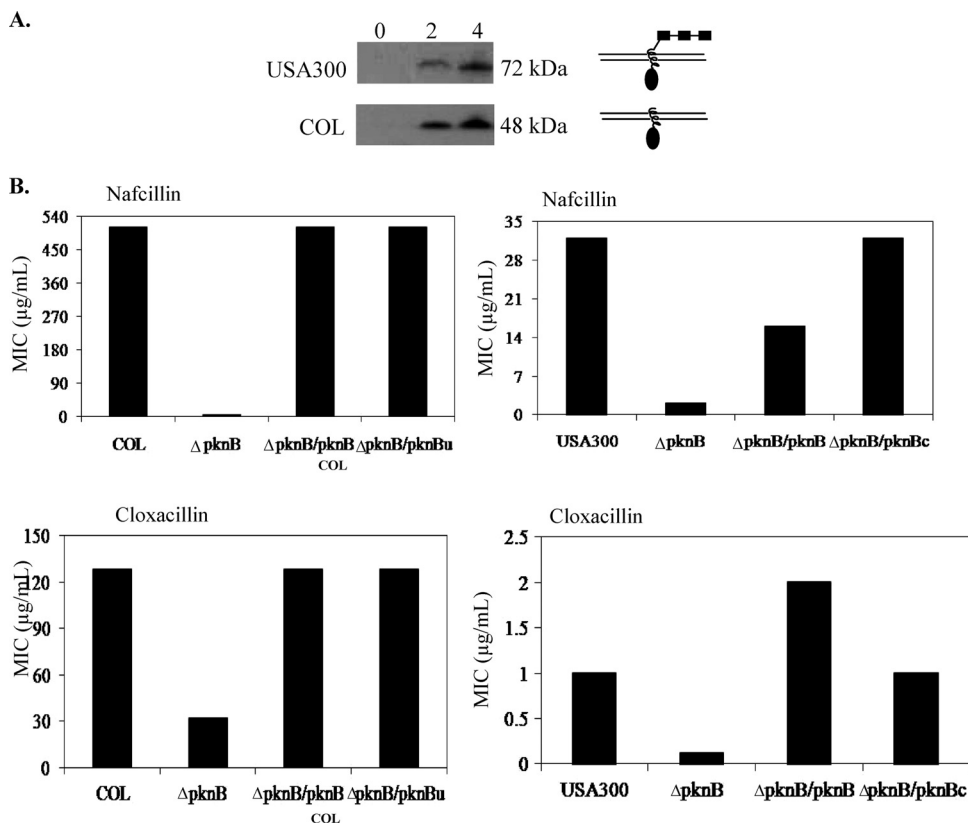 A.
0 2 4
USA300 72 kDa
COL 48 kDa
B.
Nafcillin
MIC (µg/mL)
540
450
360
270
180
90
0
COL ΔpknB ΔpknB/pknB ΔpknB/pknBu
COL
Nafcillin
MIC (µg/mL)
35
28
21
14
7
0
USA300 ΔpknB ΔpknB/pknB ΔpknB/pknBc
Cloxacillin
MIC (µg/mL)
150
120
90
60
30
0
COL ΔpknB ΔpknB/pknB ΔpknB/pknBu
COL
Cloxacillin
MIC (µg/mL)
2.5
2
1.5
1
0.5
0
USA300 ΔpknB ΔpknB/pknB ΔpknB/pknBc